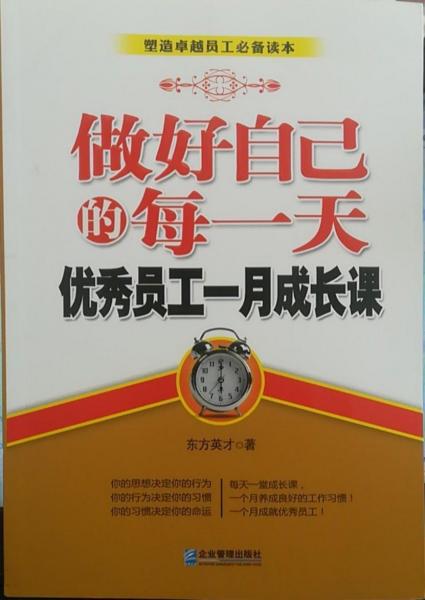 塑造卓越员工必备读本
做好自己
的每一天
优秀员工一月成长课
东方英才◎著
你的思想决定你的行为
你的行为决定你的习惯
你的习惯决定你的命运
每天一堂成长课，
一个月养成良好的工作习惯！
一个月成就优秀员工！
企业管理出版社